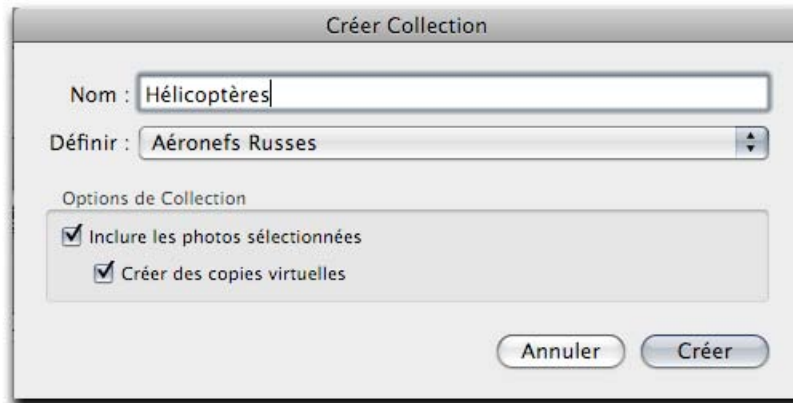 Créer Collection
Nom : Hélicoptères
Définir : Aéronefs Russes
Options de Collection
Inclure les photos sélectionnées
Créer des copies virtuelles
Annuler Créer